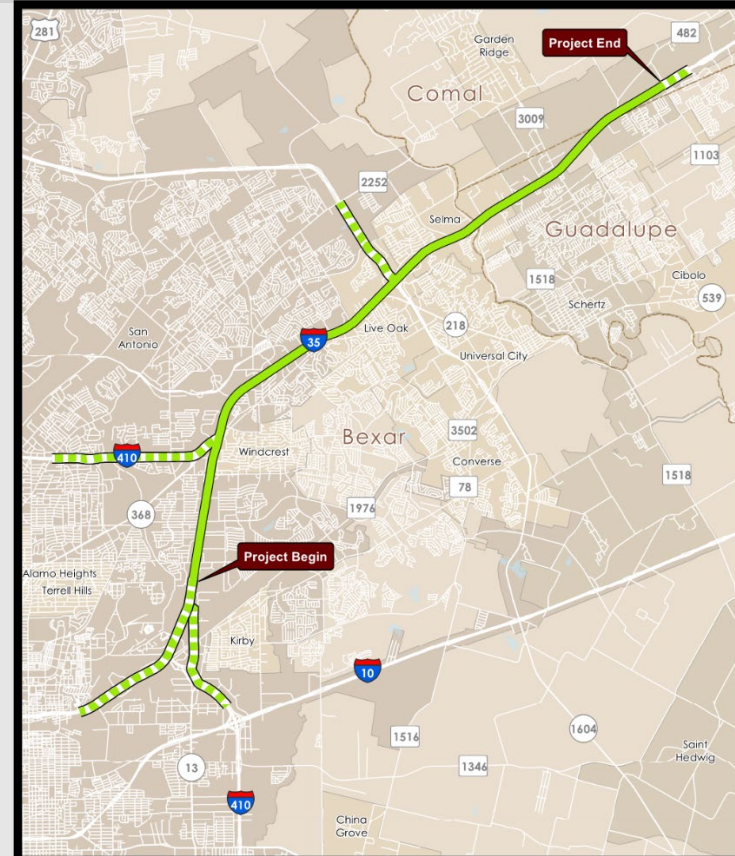 281
482
Garden
Ridge
Project End
Comal
3009
1103
2252
Selma
Guadalupe
1518
Cibolo
539
Schertz
218
Live Oak
35
San
Antonio
Universal City
Bexar
3502
410
Windcrest
Converse
78
1518
1976
368
Project Begin
Alamo Heights
Terrell Hills
Kirby
10
1604
1516
Saint
Hedwig
13
1346
410
China
Grove